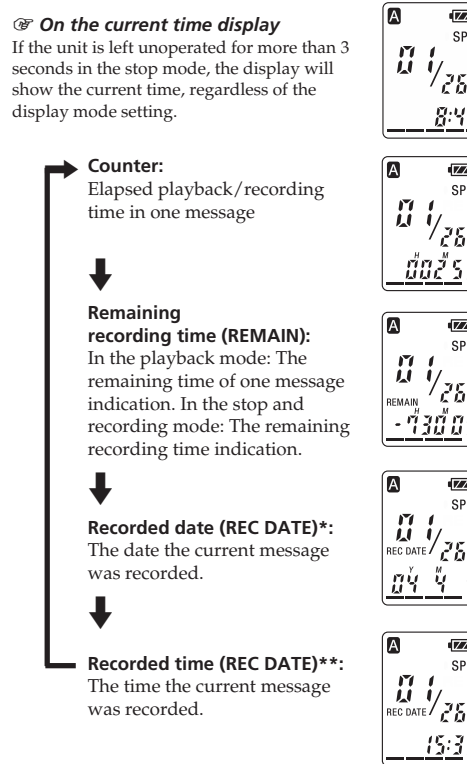 ☞ On the current time display
If the unit is left unoperated for more than 3
seconds in the stop mode, the display will
show the current time, regardless of the
display mode setting.
A
SP
01/26
8:4
Counter:
Elapsed playback/recording
time in one message
A
SP
01/26
H M
0025
Remaining
recording time (REMAIN):
In the playback mode: The
remaining time of one message
indication. In the stop and
recording mode: The remaining
recording time indication.
A
SP
01/26
REMAIN
H M
Recorded date (REC DATE)*:
The date the current message
was recorded.
A
SP
01/26
REC DATE
Y M
04 4
Recorded time (REC DATE)**:
The time the current message
was recorded.
A
SP
01/26
REC DATE
15:3